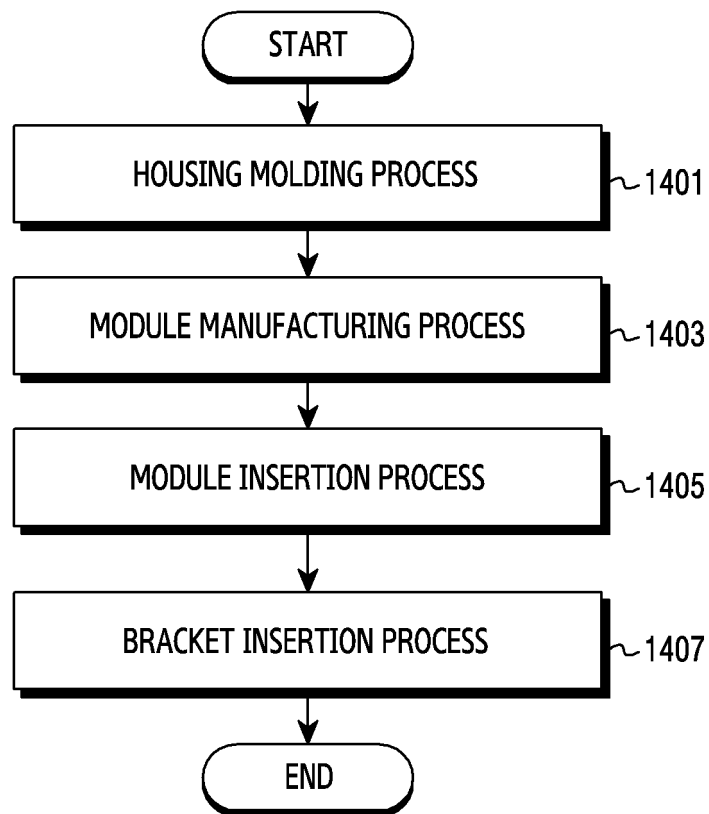 START
HOUSING MOLDING PROCESS
1401
MODULE MANUFACTURING PROCESS
1403
MODULE INSERTION PROCESS
1405
BRACKET INSERTION PROCESS
1407
END